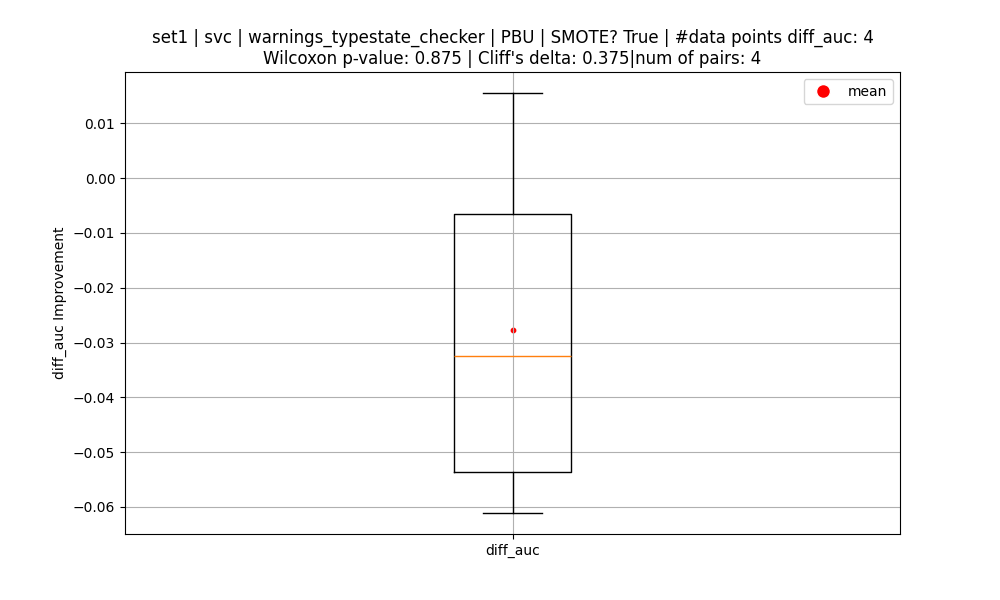 set1 | svc | warnings_typestate_checker | PBU | SMOTE? True | #data points diff_auc: 4
Wilcoxon p-value: 0.875 | Cliff's delta: 0.375|num of pairs: 4
mean
0.01
0.00
−0.01
−0.02
−0.03
−0.04
−0.05
−0.06
diff_auc Improvement
diff_auc